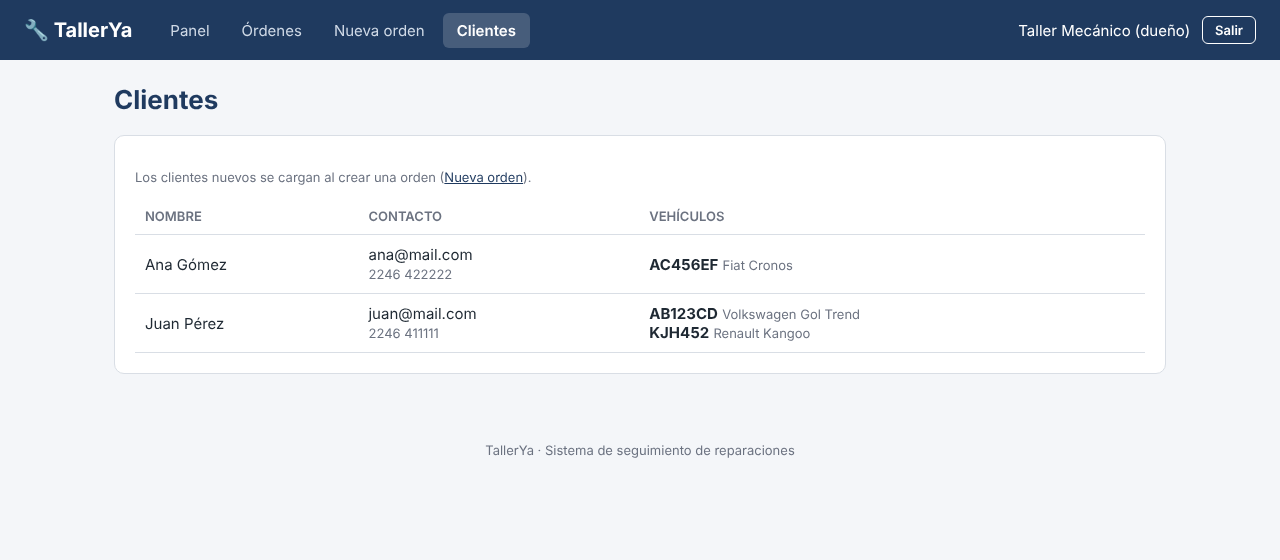 TallerYa Panel Órdenes Nueva orden Clientes Taller Mecánico (dueño) Salir
Clientes
Los clientes nuevos se cargan al crear una orden (Nueva orden).
NOMBRE CONTACTO VEHÍCULOS
Ana Gómez ana@mail.com AC456EF Fiat Cronos
2246 422222
Juan Pérez juan@mail.com AB123CD Volkswagen Gol Trend
2246 411111 KJH452 Renault Kangoo
TallerYa · Sistema de seguimiento de reparaciones